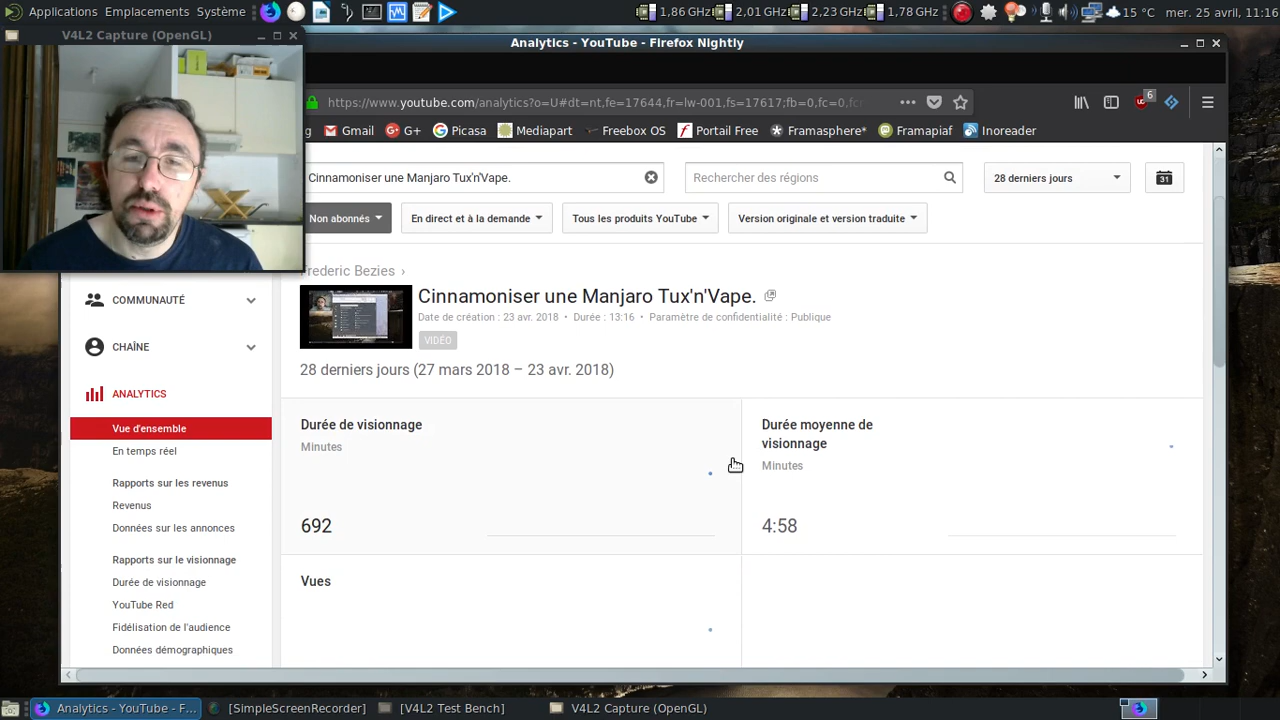 Applications Emplacements Système 1,86 GHz 2,01 GHz 2,23 GHz 1,78 GHz 15 °C mer. 25 avril, 11:16
V4L2 Capture (OpenGL)
Analytics - YouTube - Firefox Nightly
https://www.youtube.com/analytics?o=U#dt=nt,fe=17644,fr=lw-001,fs=17617;fb=0,fc=0,fcr
6
Gmail G+ Picasa Mediapart Freebox OS Portail Free Framasphere* Framapiaf Inoreader
Cinnamoniser une Manjaro Tux'n'Vape. Rechercher des régions 28 derniers jours 31
Non abonnés En direct et à la demande Tous les produits YouTube Version originale et version traduite
Frederic Bezies ›
Cinnamoniser une Manjaro Tux'n'Vape.
Date de création : 23 avr. 2018 • Durée : 13:16 • Paramètre de confidentialité : Publique
VIDÉO
28 derniers jours (27 mars 2018 – 23 avr. 2018)
COMMUNAUTÉ
CHAÎNE
ANALYTICS
Vue d'ensemble
En temps réel
Rapports sur les revenus
Revenus
Données sur les annonces
Rapports sur le visionnage
Durée de visionnage
YouTube Red
Fidélisation de l'audience
Données démographiques
Durée de visionnage
Minutes
692
Durée moyenne de
visionnage
Minutes
4:58
Vues
Analytics - YouTube - F... [SimpleScreenRecorder] [V4L2 Test Bench] V4L2 Capture (OpenGL)